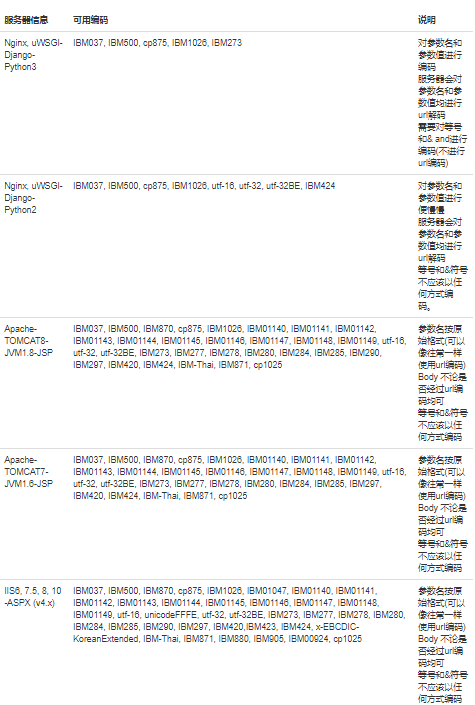 服务器信息 可用编码 说明
Nginx, uWSGI-Django-Python3
IBM037, IBM500, cp875, IBM1026, IBM273
对参数名和
参数值进行
编码
服务器会对
参数名和参
数值均进行
url解码
需要对等号
和& and进行
编码(不进行
url编码)
Nginx, uWSGI-
Django-
Python2
IBM037, IBM500, cp875, IBM1026, utf-16, utf-32, utf-32BE, IBM424
对参数名和
参数值进行
便慢慢
服务器会对
参数名和参
数值均进行
url解码
等号和&符号
不应该以任
何方式编
码。
Apache-
TOMCAT8-
JVM1.8-JSP
IBM037, IBM500, IBM870, cp875, IBM1026, IBM01140, IBM01141, IBM01142,
IBM01143, IBM01144, IBM01145, IBM01146, IBM01147, IBM01148, IBM01149, utf-16,
utf-32, utf-32BE, IBM273, IBM277, IBM278, IBM280, IBM284, IBM285, IBM290,
IBM297, IBM420, IBM424, IBM-Thai, IBM871, cp1025
参数名按原
始格式(可以
像往常一样
使用url编码)
Body 不论是
否经过url编
码均可
等号和&符号
不应该以任
何方式编码
Apache-
TOMCAT7-
JVM1.6-JSP
IBM037, IBM500, IBM870, cp875, IBM1026, IBM01140, IBM01141, IBM01142,
IBM01143, IBM01144, IBM01145, IBM01146, IBM01147, IBM01148, IBM01149, utf-16,
utf-32, utf-32BE, IBM273, IBM277, IBM278, IBM280, IBM284, IBM285, IBM297,
IBM420, IBM424, IBM-Thai, IBM871, cp1025
参数名按原
始格式(可以
像往常一样
使用url编码)
Body 不论是
否经过url编
码均可
等号和&符号
不应该以任
何方式编码
IIS6, 7.5, 8, 10
-ASPX (v4.x)
IBM037, IBM500, IBM870, cp875, IBM1026, IBM01047, IBM01140, IBM01141,
IBM01142, IBM01143, IBM01144, IBM01145, IBM01146, IBM01147, IBM01148,
IBM01149, utf-16, unicodeFFFE, utf-32, utf-32BE, IBM273, IBM277, IBM278, IBM280,
IBM284, IBM285, IBM290, IBM297, IBM420,IBM423, IBM424, x-EBCDIC-
KoreanExtended, IBM-Thai, IBM871, IBM880, IBM905, IBM00924, cp1025
参数名按原
始格式(可以
像往常一样
使用url编码)
Body 不论是
否经过url编
码均可
等号和&符号
不应该以任
何方式编码